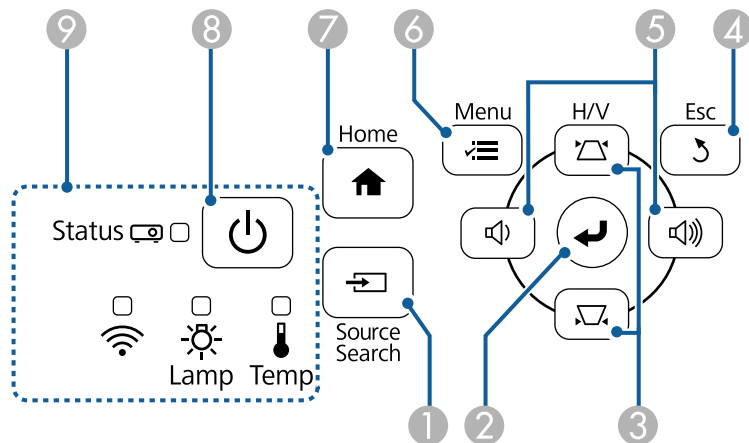 9 8 7 6 5 4
Menu H/V Esc
Home
Status
Source
Search
Lamp Temp
1 2 3